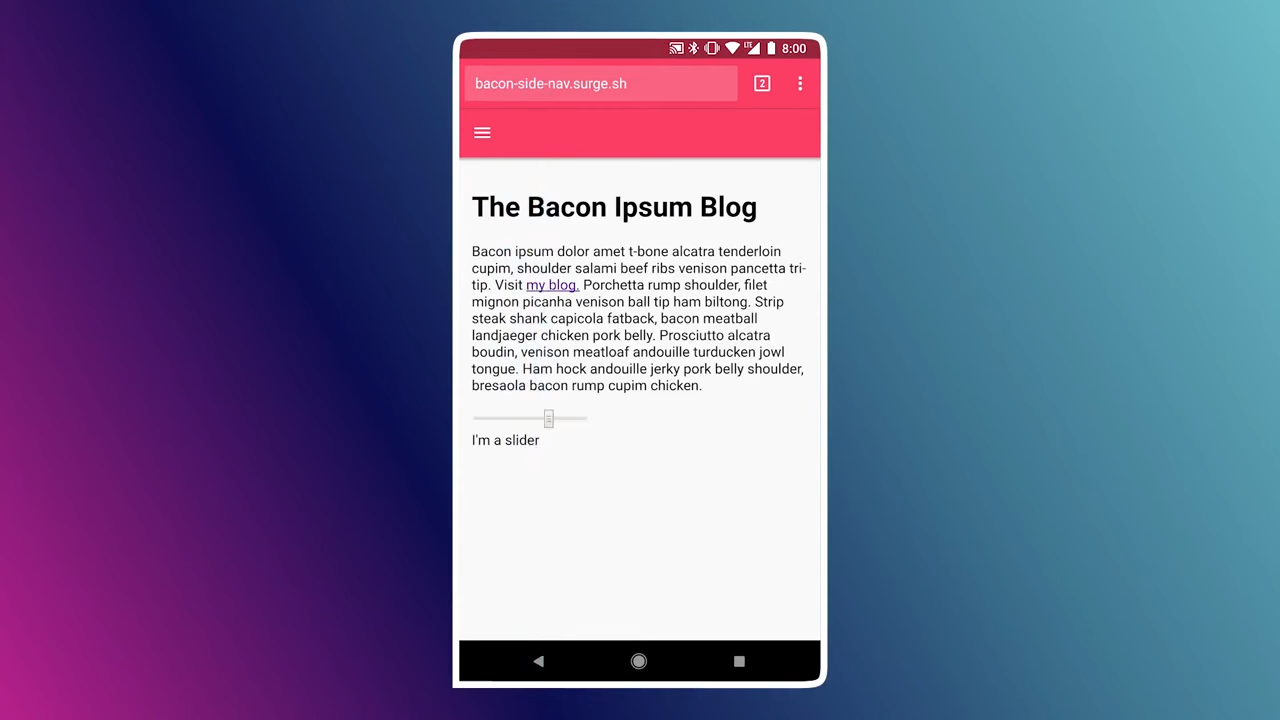 LTE 8:00
bacon-side-nav.surge.sh 2
The Bacon Ipsum Blog
Bacon ipsum dolor amet t-bone alcatra tenderloin
cupim, shoulder salami beef ribs venison pancetta tri-
tip. Visit my blog. Porchetta rump shoulder, filet
mignon picanha venison ball tip ham biltong. Strip
steak shank capicola fatback, bacon meatball
landjaeger chicken pork belly. Prosciutto alcatra
boudin, venison meatloaf andouille turducken jowl
tongue. Ham hock andouille jerky pork belly shoulder,
bresaola bacon rump cupim chicken.
I'm a slider